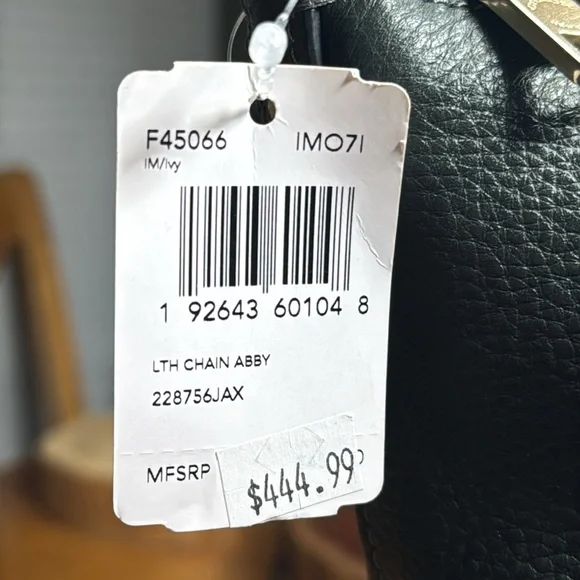 F45066 IMO7I
IM/Ivy
1 92643 60104 8
LTH CHAIN ABBY
228756JAX
MFSRP $444.99